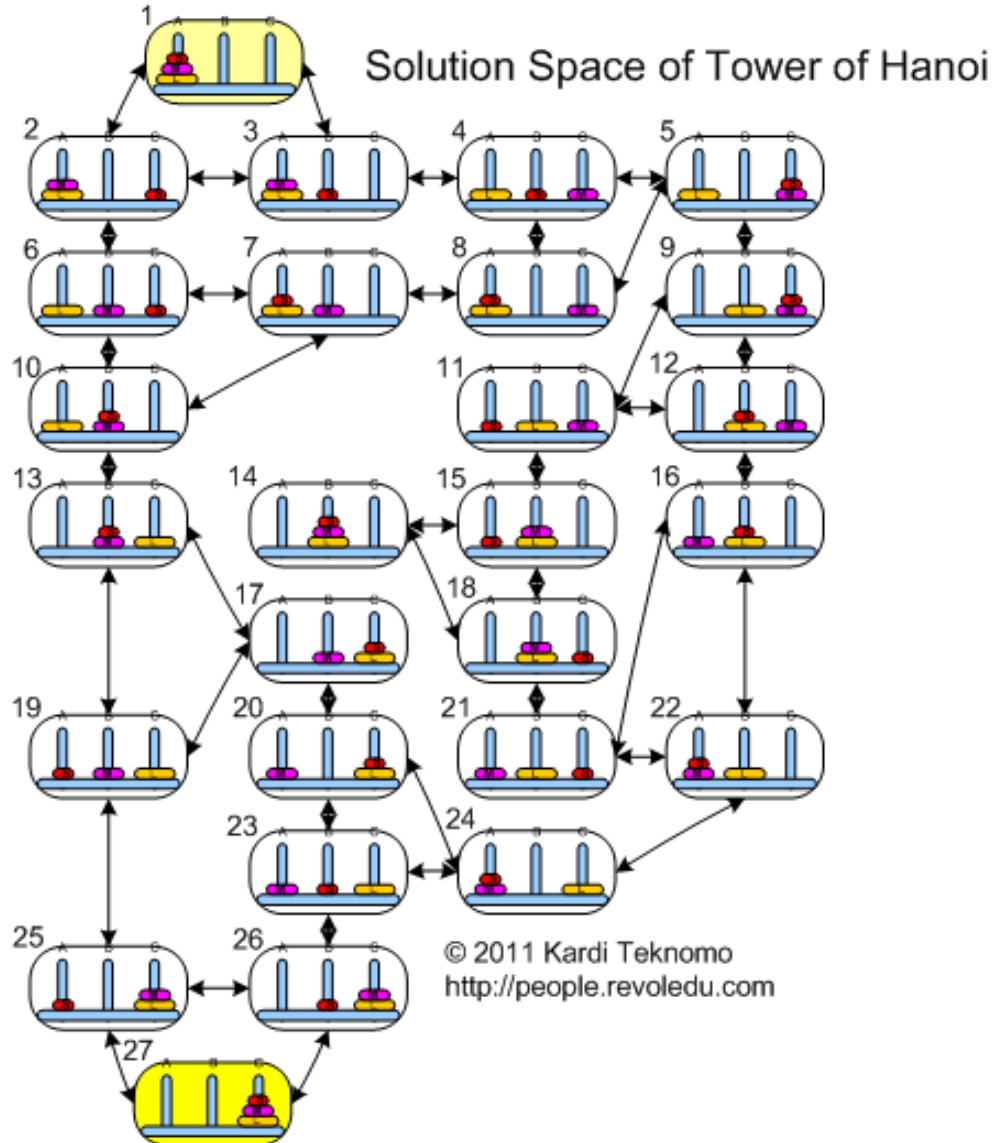 1 A B C
Solution Space of Tower of Hanoi
2 A B C 3 A B C 4 A B C 5 A B C
6 A B C 7 A B C 8 A B C 9 A B C
10 A B C 11 A B C 12 A B C
13 A B C 14 A B C 15 A B C 16 A B C
17 A B C 18 A B C
19 A B C 20 A B C 21 A B C 22 A B C
23 A B C 24 A B C
25 A B C 26 A B C
© 2011 Kardi Teknomo
http://people.revoledu.com
27 A B C